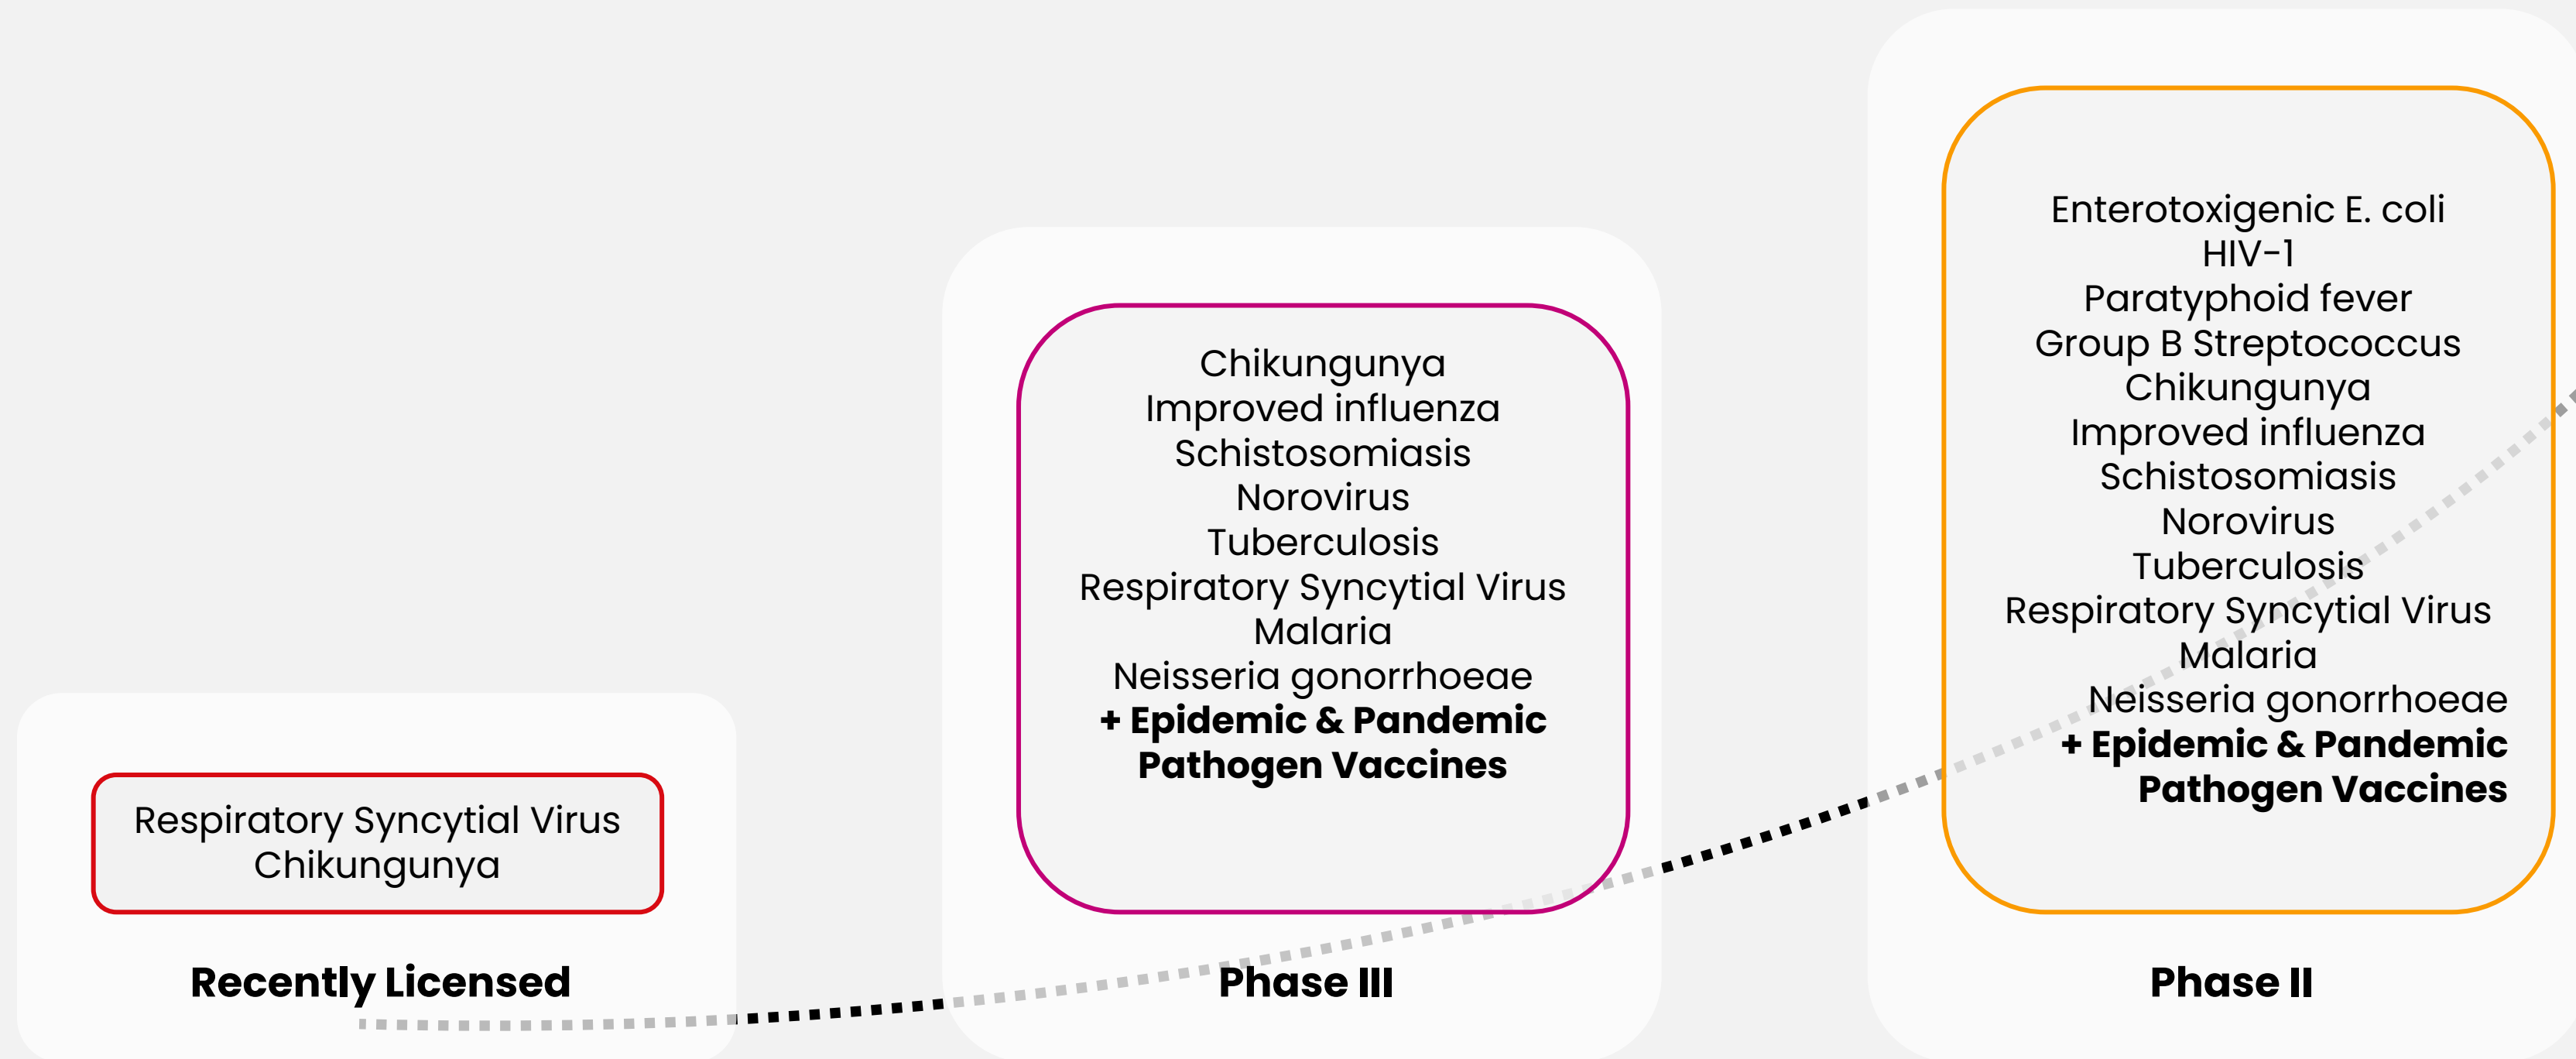 Respiratory Syncytial Virus
Chikungunya
Recently Licensed
Chikungunya
Improved influenza
Schistosomiasis
Norovirus
Tuberculosis
Respiratory Syncytial Virus
Malaria
Neisseria gonorrhoeae
+ Epidemic & Pandemic
Pathogen Vaccines
Phase III
Enterotoxigenic E. coli
HIV-1
Paratyphoid fever
Group B Streptococcus
Chikungunya
Improved influenza
Schistosomiasis
Norovirus
Tuberculosis
Respiratory Syncytial Virus
Malaria
Neisseria gonorrhoeae
+ Epidemic & Pandemic
Pathogen Vaccines
Phase II